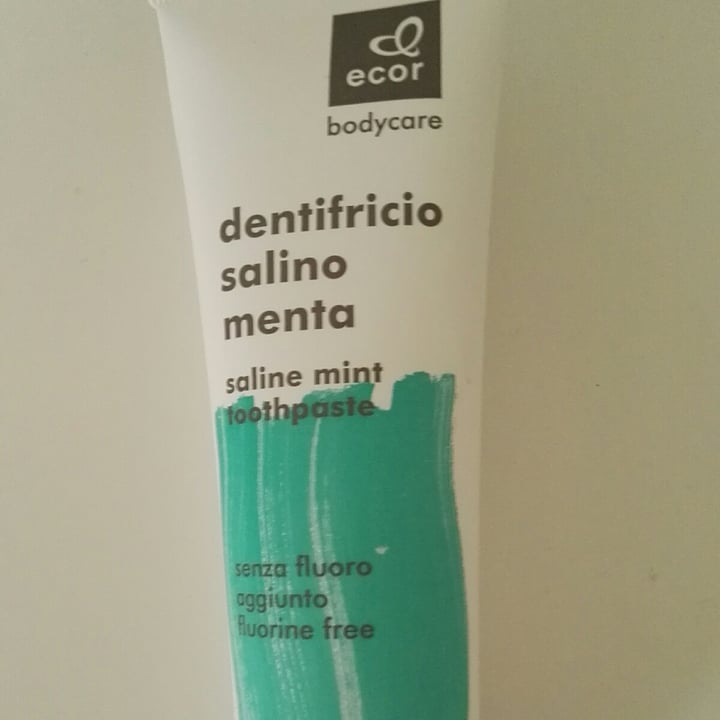 ecor
bodycare
dentifricio
salino
menta
saline mint
toothpaste
senza fluoro
aggiunto
fluorine free